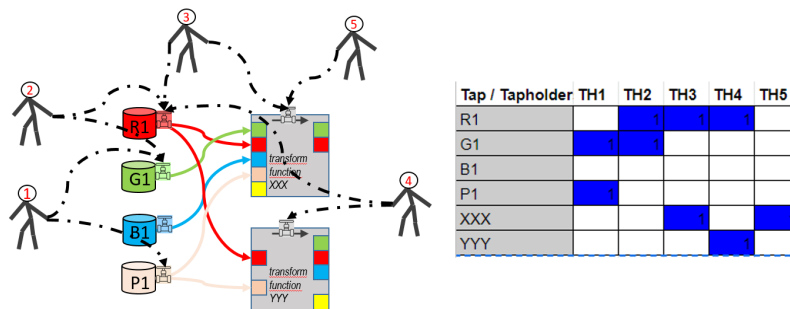 3
5
2
R1
G1
transform
function
XXX
1
4
B1
P1
transform
function
YYY
Tap / Tapholder TH1 TH2 TH3 TH4 TH5
R1 1 1 1
G1 1 1
B1
P1 1
XXX 1
YYY 1